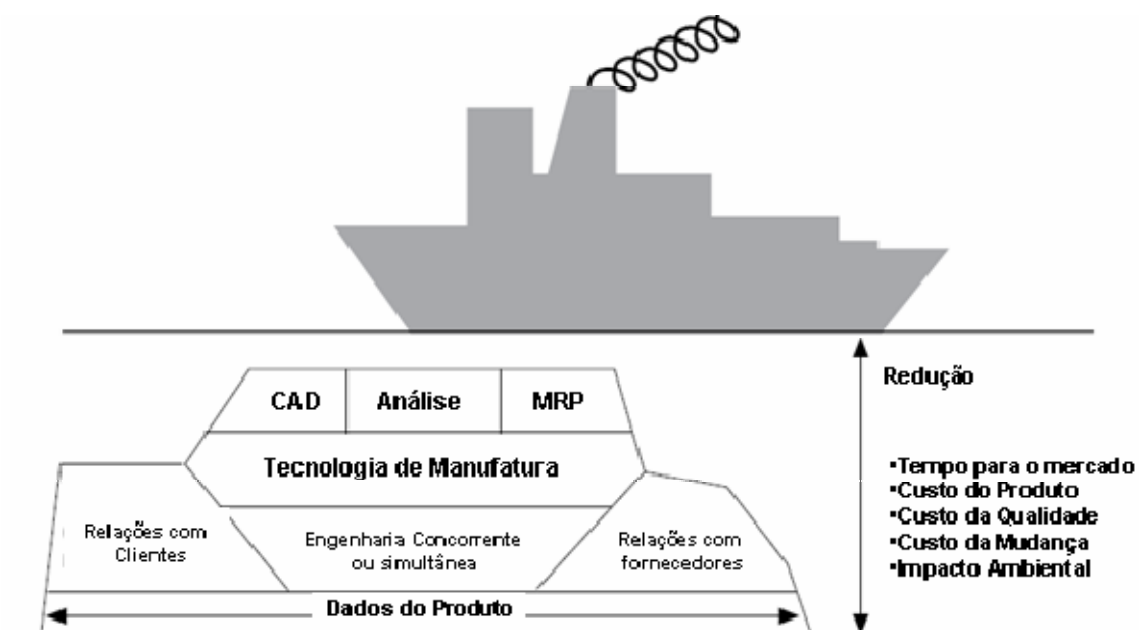 Redução
CAD
Análise
MRP
Tecnologia de Manufatura
•Tempo para o mercado
•Custo do Produto
•Custo da Qualidade
•Custo da Mudança
•Impacto Ambiental
Relações com
Clientes
Engenharia Concorrente
ou simultânea
Relações com
fornecedores
Dados do Produto